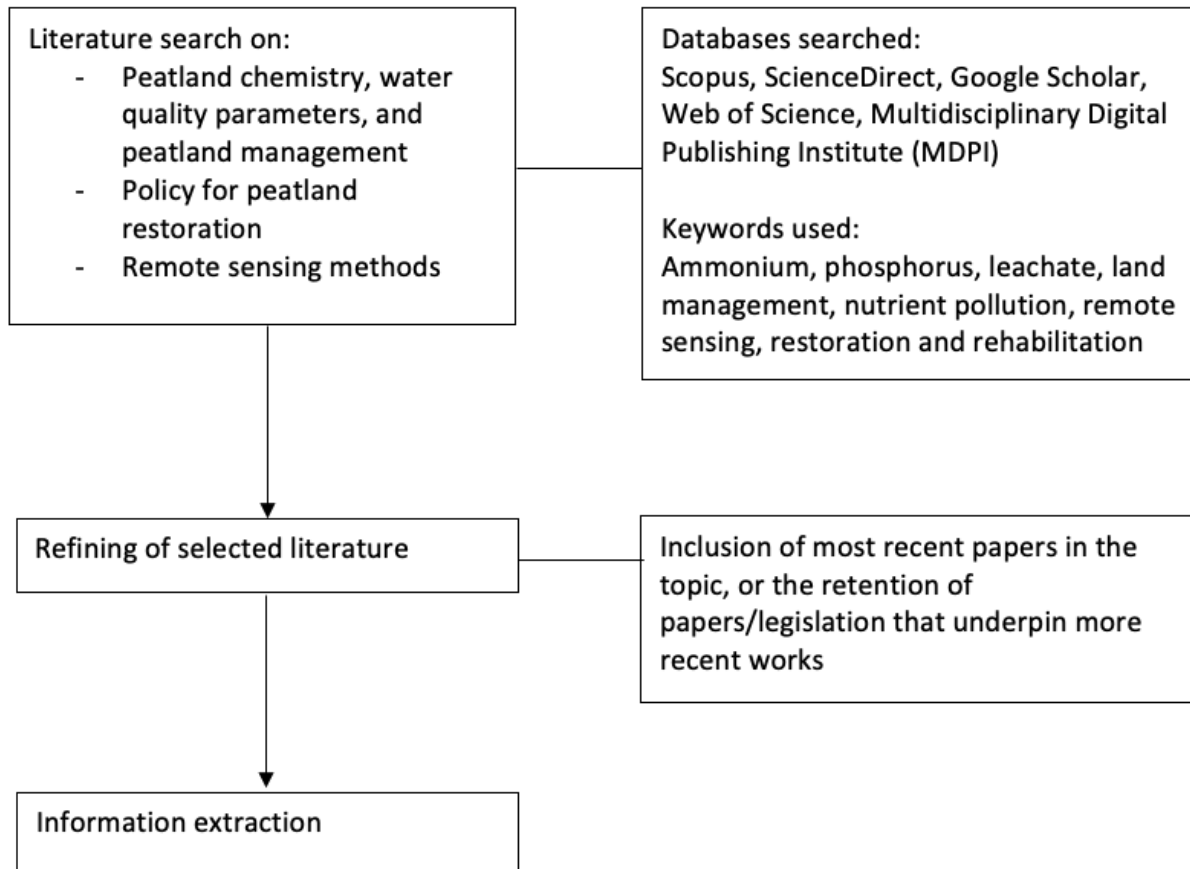 Literature search on:
- Peatland chemistry, water
quality parameters, and
peatland management
- Policy for peatland
restoration
- Remote sensing methods
Databases searched:
Scopus, ScienceDirect, Google Scholar,
Web of Science, Multidisciplinary Digital
Publishing Institute (MDPI)
Keywords used:
Ammonium, phosphorus, leachate, land
management, nutrient pollution, remote
sensing, restoration and rehabilitation
Refining of selected literature
Inclusion of most recent papers in the
topic, or the retention of
papers/legislation that underpin more
recent works
Information extraction